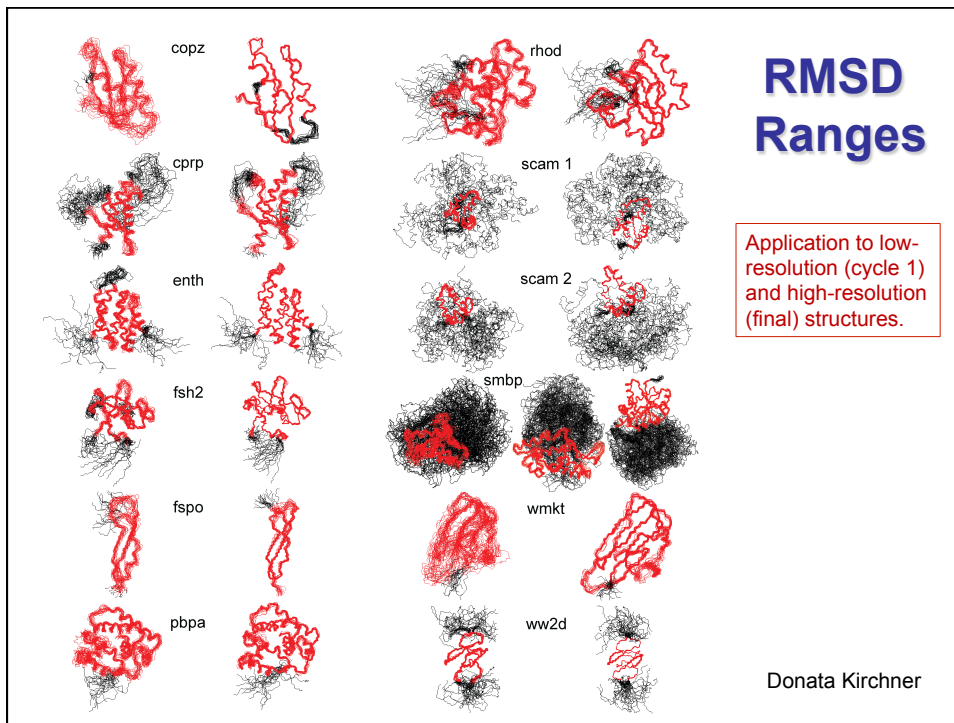 copz
cprp
enth
fsh2
fspo
pbpa
rhod
scam 1
scam 2
smbp
wmkt
ww2d
RMSD
Ranges
Application to low-
resolution (cycle 1)
and high-resolution
(final) structures.
Donata Kirchner